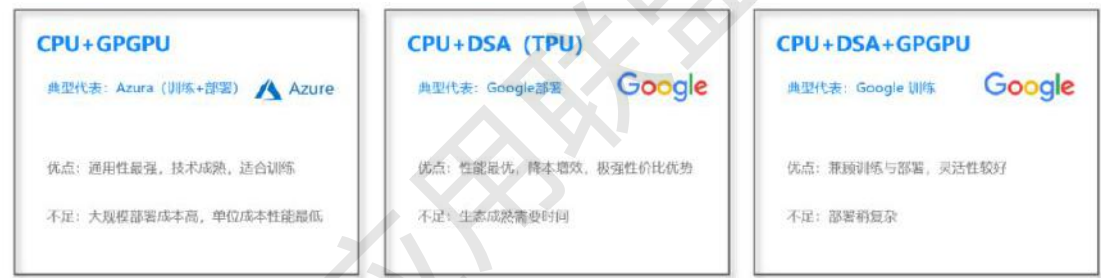 CPU+GPGPU
典型代表：Azura（训练+部署）
Azure
优点：通用性最强，技术成熟，适合训练
不足：大规模部署成本高，单位成本性能最低
CPU+DSA（TPU）
典型代表：Google部署
Google
优点：性能最优，降本增效，极强性价比优势
不足：生态成熟需要时间
CPU+DSA+GPGPU
典型代表：Google 训练
Google
优点：兼顾训练与部署，灵活性较好
不足：部署稍复杂
应用联盟